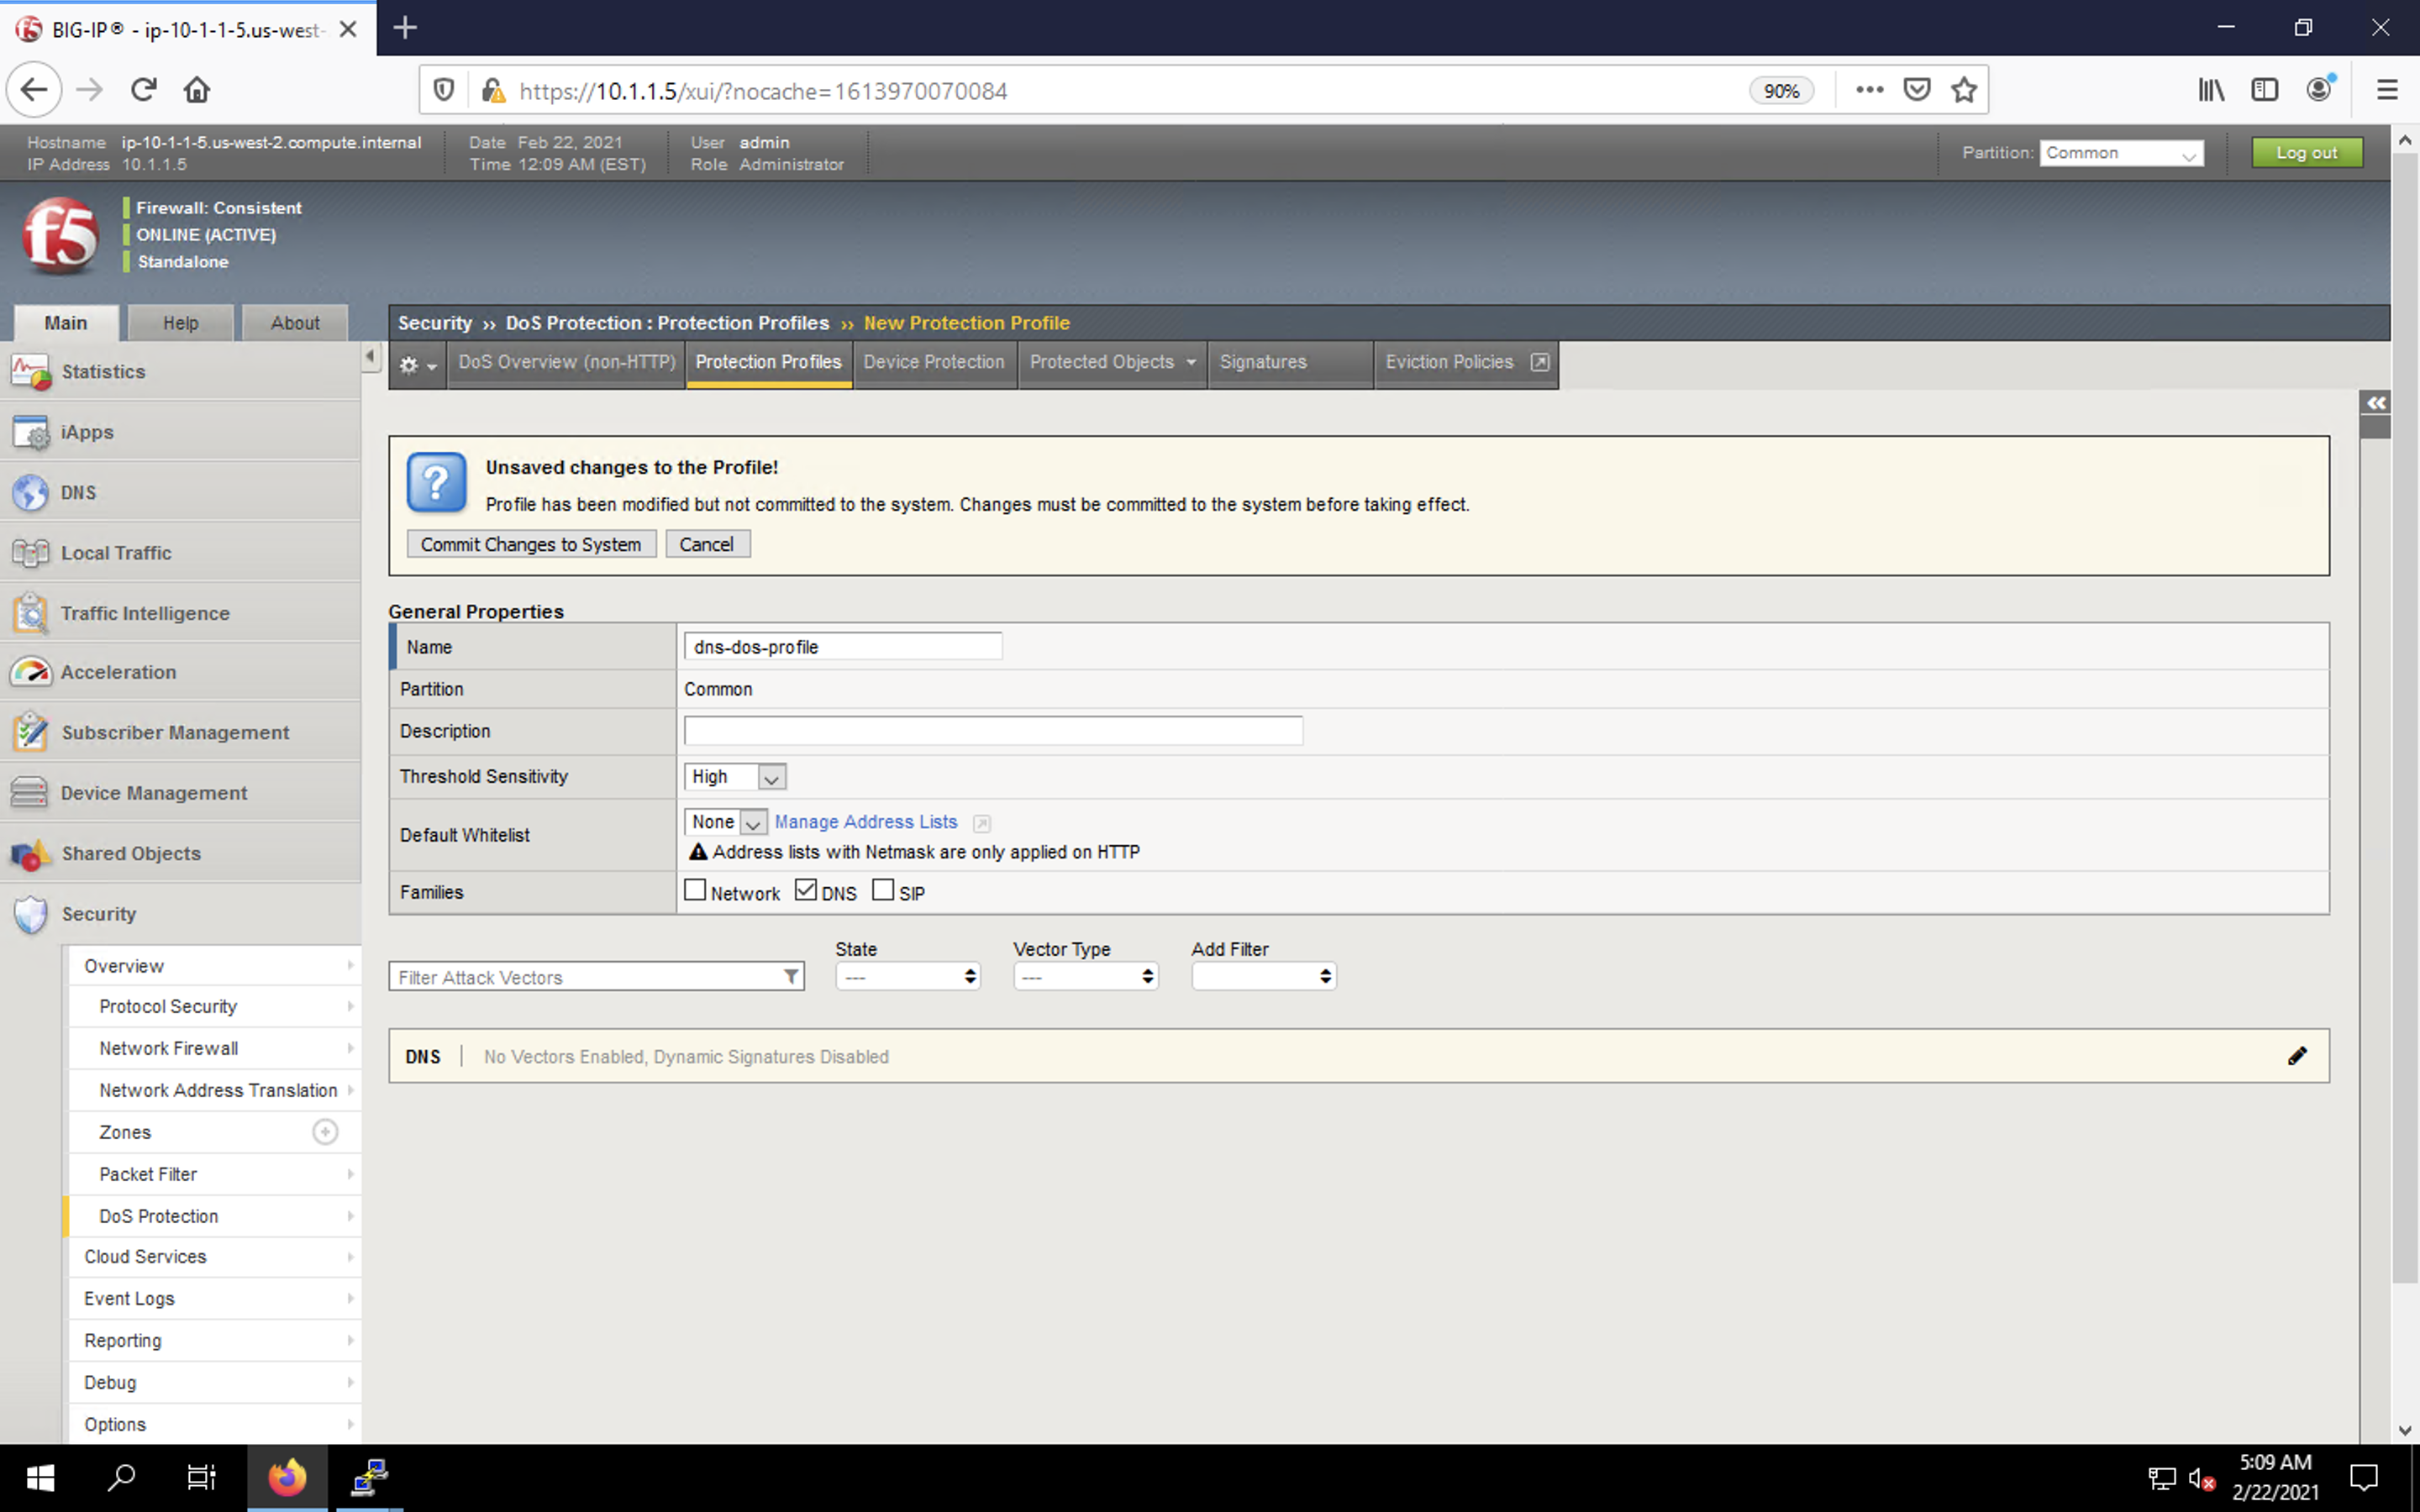 BIG-IP® - ip-10-1-1-5.us-west-
https://10.1.1.5/xui/?nocache=1613970070084
90%
Hostname ip-10-1-1-5.us-west-2.compute.internal
IP Address 10.1.1.5
Date Feb 22, 2021
Time 12:09 AM (EST)
User admin
Role Administrator
Partition: Common
Log out
f5
Firewall: Consistent
ONLINE (ACTIVE)
Standalone
Main
Help
About
Security ›› DoS Protection : Protection Profiles ›› New Protection Profile
DoS Overview (non-HTTP)
Protection Profiles
Device Protection
Protected Objects
Signatures
Eviction Policies
Statistics
iApps
DNS
Local Traffic
Traffic Intelligence
Acceleration
Subscriber Management
Device Management
Shared Objects
Security
Overview
Protocol Security
Network Firewall
Network Address Translation
Zones
Packet Filter
DoS Protection
Cloud Services
Event Logs
Reporting
Debug
Options
Unsaved changes to the Profile!
Profile has been modified but not committed to the system. Changes must be committed to the system before taking effect.
Commit Changes to System
Cancel
General Properties
Name dns-dos-profile
Partition Common
Description
Threshold Sensitivity High
Default Whitelist None Manage Address Lists
Address lists with Netmask are only applied on HTTP
Families Network DNS SIP
State
Vector Type
Add Filter
Filter Attack Vectors
---
---
DNS | No Vectors Enabled, Dynamic Signatures Disabled
5:09 AM
2/22/2021